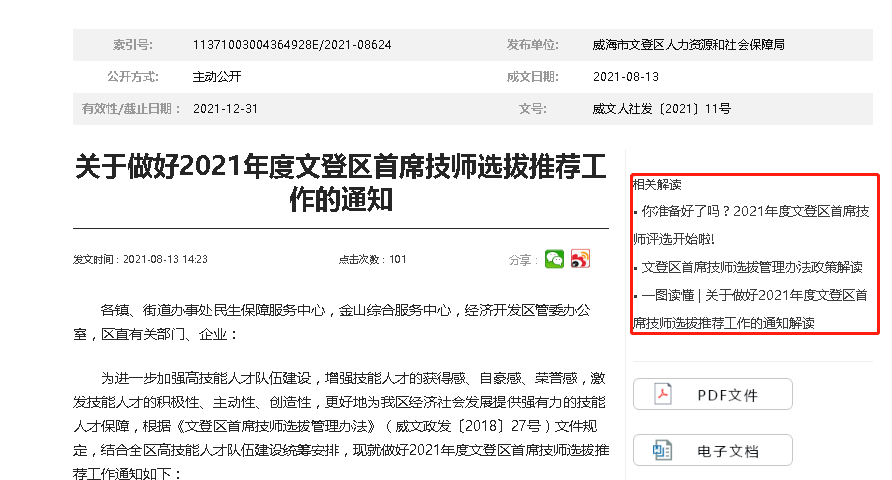 索引号: 11371003004364928E/2021-08624 发布单位: 威海市文登区人力资源和社会保障局
公开方式: 主动公开 成文日期: 2021-08-13
有效性/截止日期: 2021-12-31 文号: 威文人社发〔2021〕11号
关于做好2021年度文登区首席技师选拔推荐工
作的通知
发文时间:2021-08-13 14:23 点击次数:101 分享:
各镇、街道办事处民生保障服务中心,金山综合服务中心,经济开发区管委办公
室,区直有关部门、企业:
为进一步加强高技能人才队伍建设,增强技能人才的获得感、自豪感、荣誉感,激
发技能人才的积极性、主动性、创造性,更好地为我区经济社会发展提供强有力的技能
人才保障,根据《文登区首席技师选拔管理办法》(威文政发〔2018〕27号)文件规
定,结合全区高技能人才队伍建设统筹安排,现就做好2021年度文登区首席技师选拔推
荐工作通知如下:
相关解读
▪ 你准备好了吗?2021年度文登区首席技
师评选开始啦!
▪ 文登区首席技师选拔管理办法政策解读
▪ 一图读懂 | 关于做好2021年度文登区首
席技师选拔推荐工作的通知解读
PDF文件
电子文档